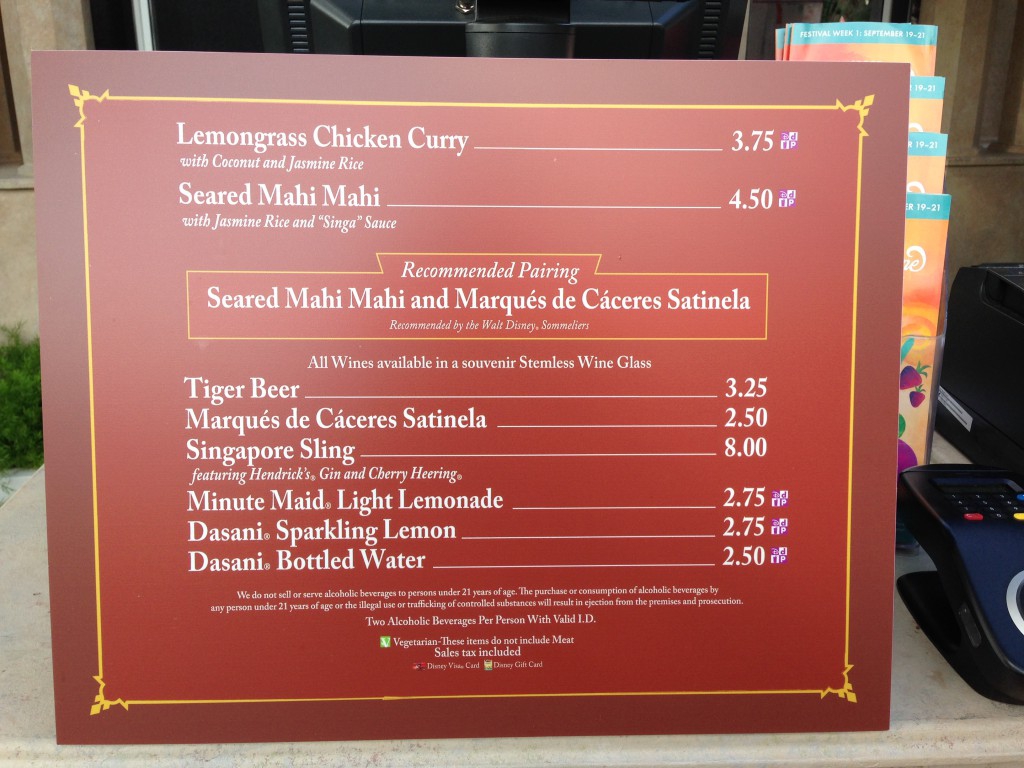 FESTIVAL WEEK 1: SEPTEMBER 19-21
19-21
19-21
ER 19-21
Lemongrass Chicken Curry 3.75
with Coconut and Jasmine Rice
Seared Mahi Mahi 4.50
with Jasmine Rice and "Singa" Sauce
Recommended Pairing
Seared Mahi Mahi and Marqués de Cáceres Satinela
Recommended by the Walt Disney® Sommeliers
All Wines available in a souvenir Stemless Wine Glass
Tiger Beer 3.25
Marqués de Cáceres Satinela 2.50
Singapore Sling 8.00
featuring Hendrick's® Gin and Cherry Heering®
Minute Maid® Light Lemonade 2.75
Dasani® Sparkling Lemon 2.75
Dasani® Bottled Water 2.50
We do not sell or serve alcoholic beverages to persons under 21 years of age. The purchase or consumption of alcoholic beverages by
any person under 21 years of age or the illegal use or trafficking of controlled substances will result in ejection from the premises and prosecution.
Two Alcoholic Beverages Per Person With Valid I.D.
V Vegetarian-These items do not include Meat
Sales tax included
Disney Visa® Card Disney Gift Card